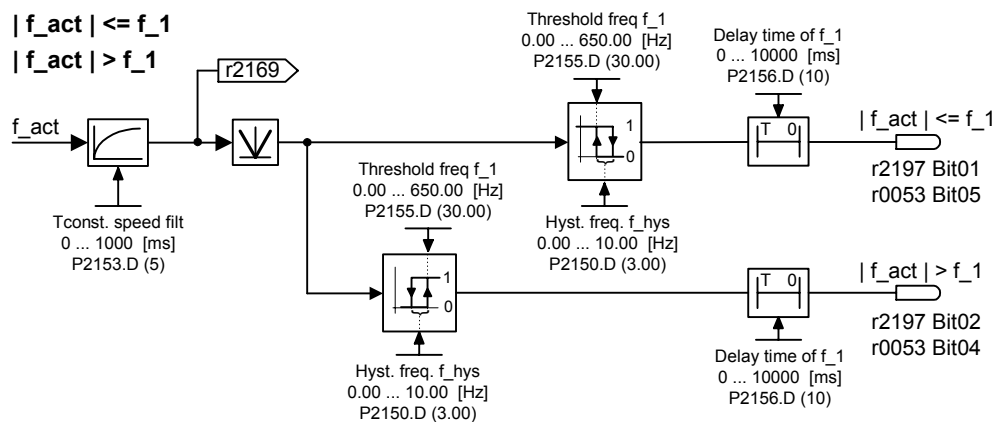 | f_act | <= f_1
| f_act | > f_1
r2169
f_act
Tconst. speed filt
0 ... 1000  [ms]
P2153.D (5)
Threshold freq f_1
0.00 ... 650.00  [Hz]
P2155.D (30.00)
1
0
Hyst. freq. f_hys
0.00 ... 10.00  [Hz]
P2150.D (3.00)
Delay time of f_1
0 ... 10000  [ms]
P2156.D (10)
T 0
| f_act | <= f_1
r2197 Bit01
r0053 Bit05
Threshold freq f_1
0.00 ... 650.00  [Hz]
P2155.D (30.00)
1
0
Hyst. freq. f_hys
0.00 ... 10.00  [Hz]
P2150.D (3.00)
T 0
Delay time of f_1
0 ... 10000  [ms]
P2156.D (10)
| f_act | > f_1
r2197 Bit02
r0053 Bit04